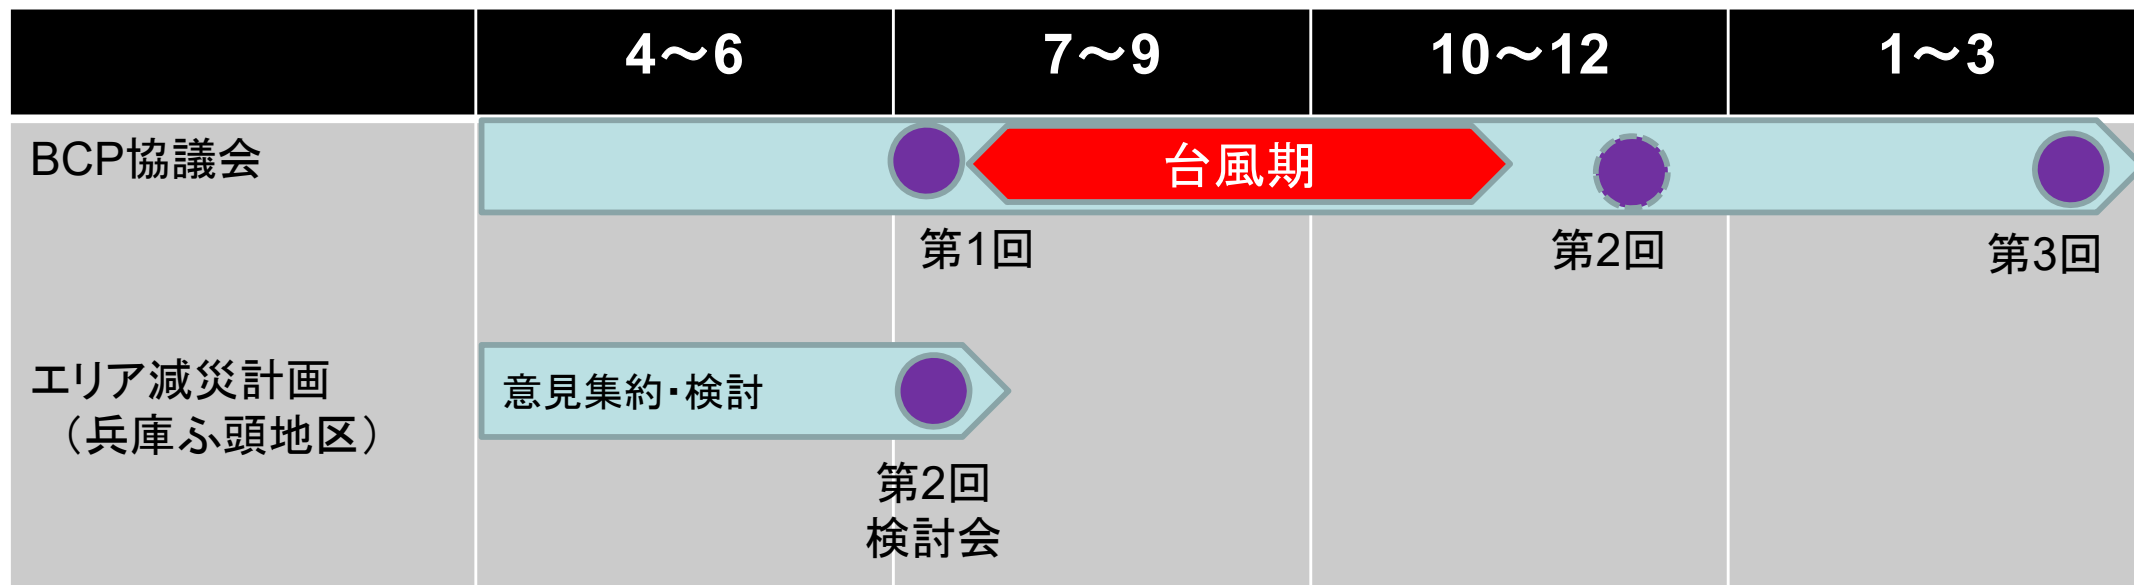 4～6
7～9
10～12
1～3
BCP協議会
台風期
第1回
第2回
第3回
エリア減災計画
（兵庫ふ頭地区）
意見集約・検討
第2回
検討会